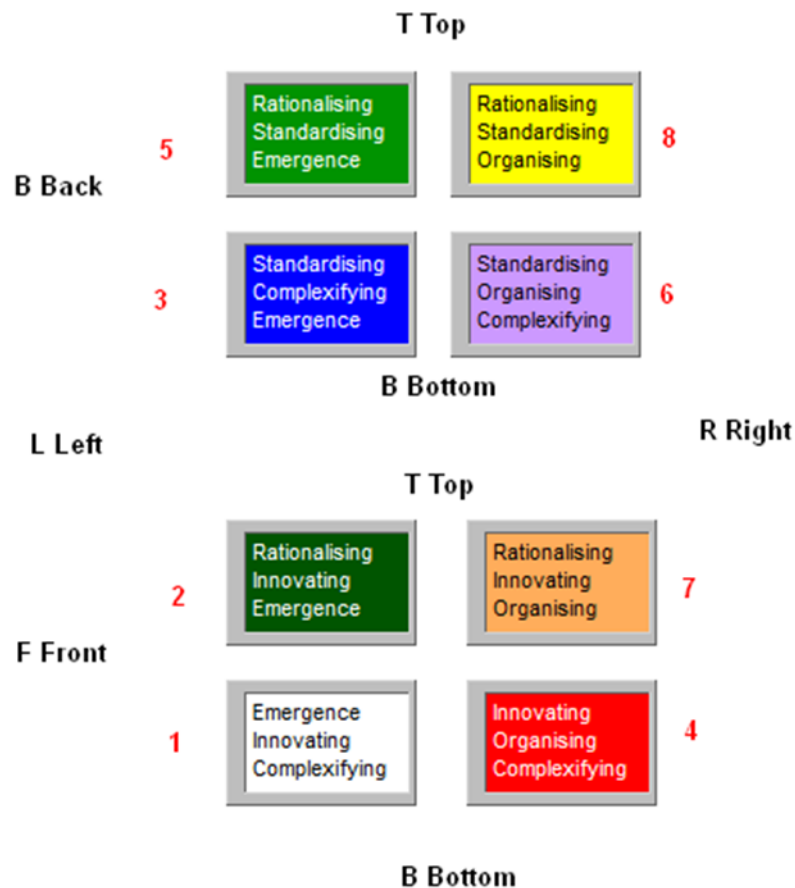 T Top
5
Rationalising
Standardising
Emergence
Rationalising
Standardising
Organising
8
B Back
3
Standardising
Complexifying
Emergence
Standardising
Organising
Complexifying
6
B Bottom
L Left
R Right
T Top
2
Rationalising
Innovating
Emergence
Rationalising
Innovating
Organising
7
F Front
1
Emergence
Innovating
Complexifying
Innovating
Organising
Complexifying
4
B Bottom